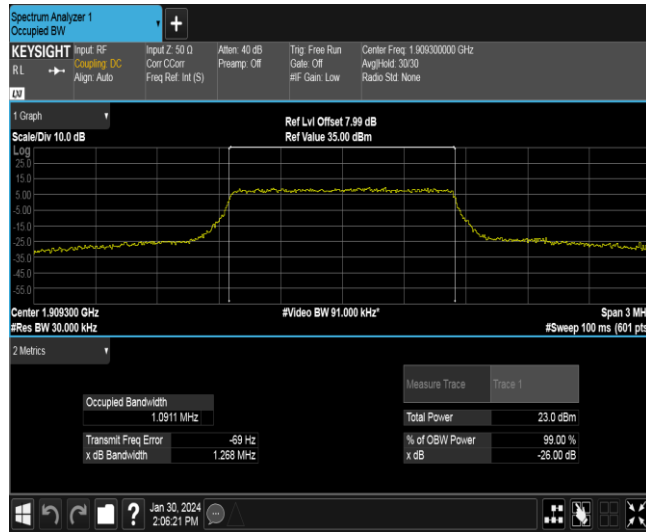 Spectrum Analyzer 1
Occupied BW
KEYSIGHT
R L
LXI
Input: RF
Coupling: DC
Align: Auto
Input Z: 50 Ω
Corr CCorr
Freq Ref: Int (S)
Atten: 40 dB
Preamp: Off
Trig: Free Run
Gate: Off
#IF Gain: Low
Center Freq: 1.909300000 GHz
Avg|Hold: 30/30
Radio Std: None
1 Graph
Scale/Div 10.0 dB
Ref Lvl Offset 7.99 dB
Ref Value 35.00 dBm
Log
25.0
15.0
5.00
-5.00
-15.0
-25.0
-35.0
-45.0
-55.0
Center 1.909300 GHz
#Res BW 30.000 kHz
#Video BW 91.000 kHz*
Span 3 MH
#Sweep 100 ms (601 pts
2 Metrics
Measure Trace Trace 1
Occupied Bandwidth
1.0911 MHz
Total Power 23.0 dBm
Transmit Freq Error -69 Hz
% of OBW Power 99.00 %
x dB Bandwidth 1.268 MHz
x dB -26.00 dB
?
Jan 30, 2024
2:06:21 PM